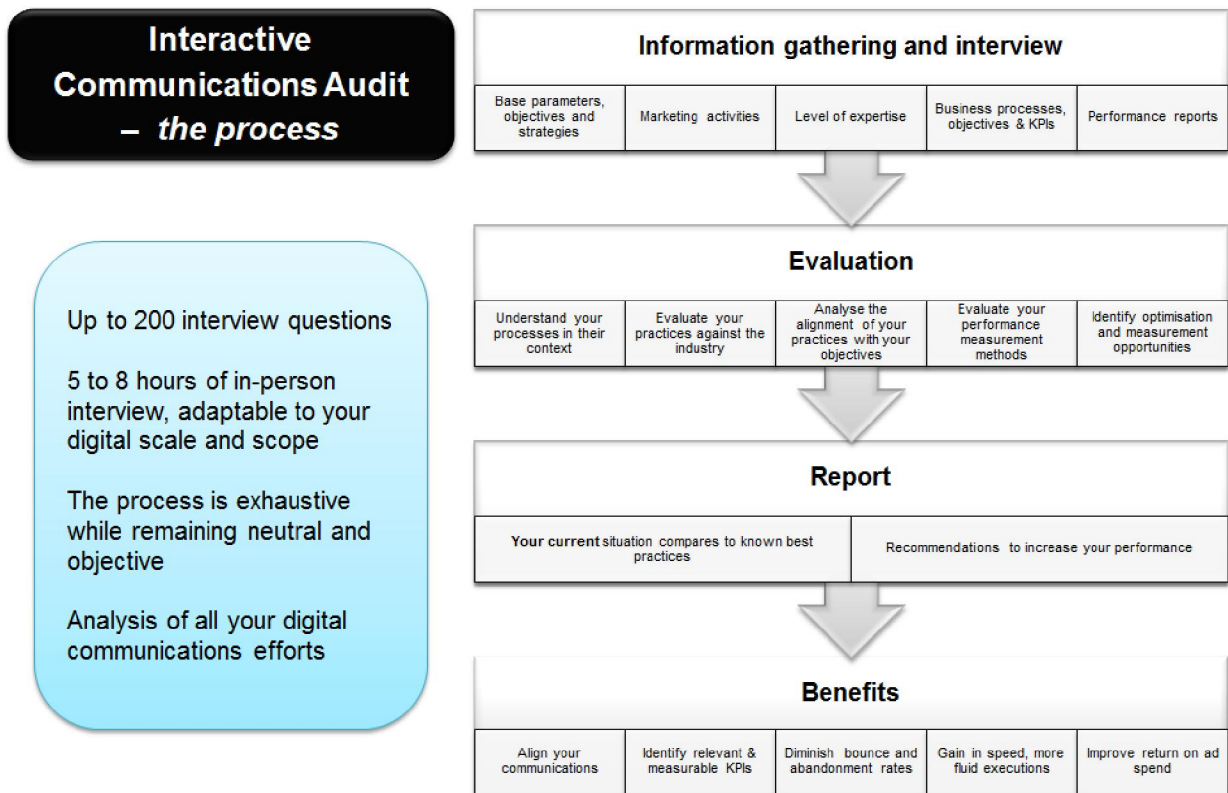 Interactive
Communications Audit
– the process
Up to 200 interview questions
5 to 8 hours of in-person
interview, adaptable to your
digital scale and scope
The process is exhaustive
while remaining neutral and
objective
Analysis of all your digital
communications efforts
Information gathering and interview
Base parameters,
objectives and
strategies
Marketing activities
Level of expertise
Business processes,
objectives & KPIs
Performance reports
Evaluation
Understand your
processes in their
context
Evaluate your
practices against the
industry
Analyse the
alignment of your
practices with your
objectives
Evaluate your
performance
measurement
methods
Identify optimisation
and measurement
opportunities
Report
Your current situation compares to known best
practices
Recommendations to increase your performance
Benefits
Align your
communications
Identify relevant &
measurable KPIs
Diminish bounce and
abandonment rates
Gain in speed, more
fluid executions
Improve return on ad
spend